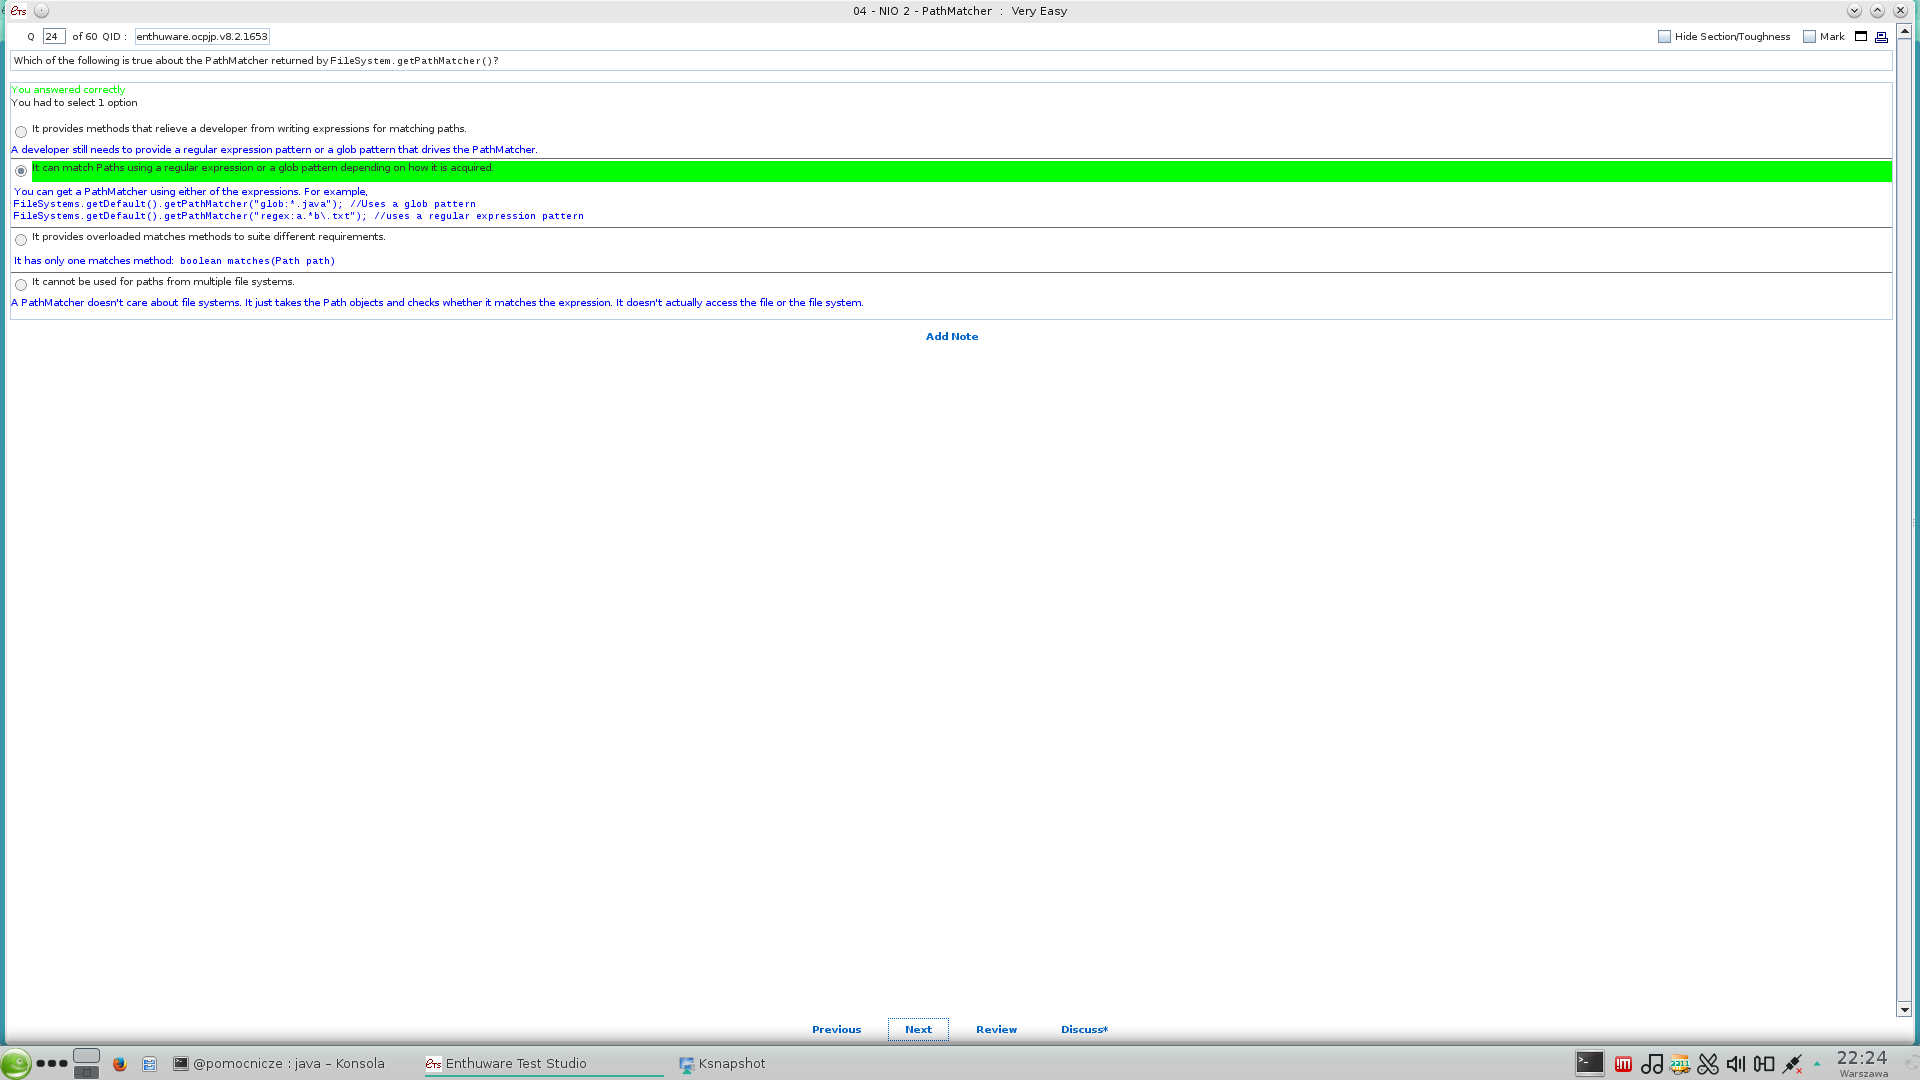 04 - NIO 2 - PathMatcher : Very Easy
Q 24 of 60 QID : enthuware.ocpjp.v8.2.1653
Hide Section/Toughness Mark
Which of the following is true about the PathMatcher returned by FileSystem.getPathMatcher()?
You answered correctly
You had to select 1 option
It provides methods that relieve a developer from writing expressions for matching paths.
A developer still needs to provide a regular expression pattern or a glob pattern that drives the PathMatcher.
It can match Paths using a regular expression or a glob pattern depending on how it is acquired.
You can get a PathMatcher using either of the expressions. For example,
FileSystems.getDefault().getPathMatcher("glob:*.java"); //Uses a glob pattern
FileSystems.getDefault().getPathMatcher("regex:a.*b\.txt"); //uses a regular expression pattern
It provides overloaded matches methods to suite different requirements.
It has only one matches method: boolean matches(Path path)
It cannot be used for paths from multiple file systems.
A PathMatcher doesn't care about file systems. It just takes the Path objects and checks whether it matches the expression. It doesn't actually access the file or the file system.
Add Note
Previous Next Review Discuss*
@pomocnicze : java – Konsola
Enthuware Test Studio
Ksnapshot
22:24
Warszawa